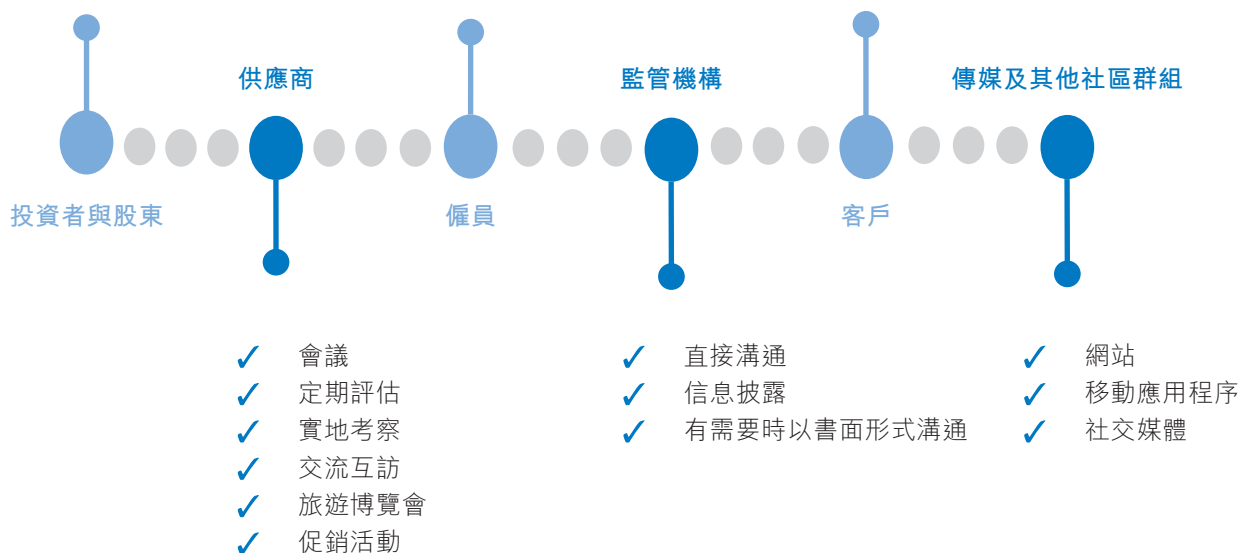 供應商
監管機構
傳媒及其他社區群組
投資者與股東
僱員
客戶
✓ 會議
✓ 定期評估
✓ 實地考察
✓ 交流互訪
✓ 旅遊博覽會
✓ 促銷活動
✓ 直接溝通
✓ 信息披露
✓ 有需要時以書面形式溝通
✓ 網站
✓ 移動應用程序
✓ 社交媒體